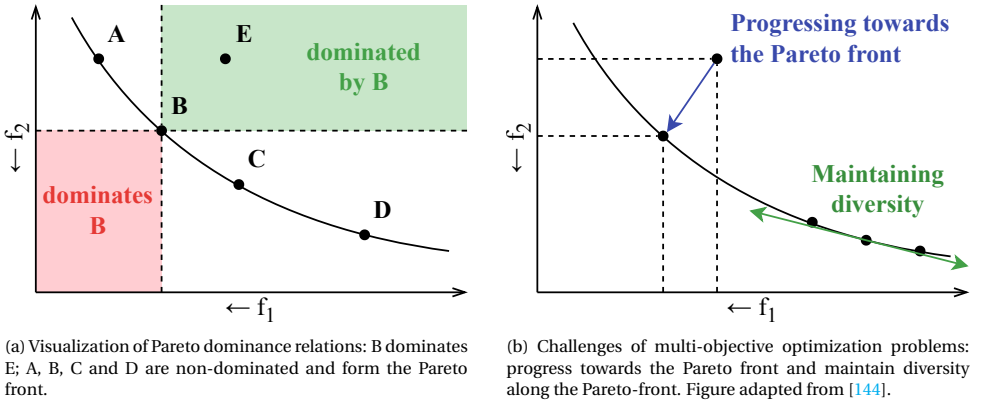 A
E
dominated
by B
B
← f₂
C
dominates
B
D
← f₁
(a) Visualization of Pareto dominance relations: B dominates
E; A, B, C and D are non-dominated and form the Pareto
front.
Progressing towards
the Pareto front
← f₂
Maintaining
diversity
← f₁
(b) Challenges of multi-objective optimization problems:
progress towards the Pareto front and maintain diversity
along the Pareto-front. Figure adapted from [144].